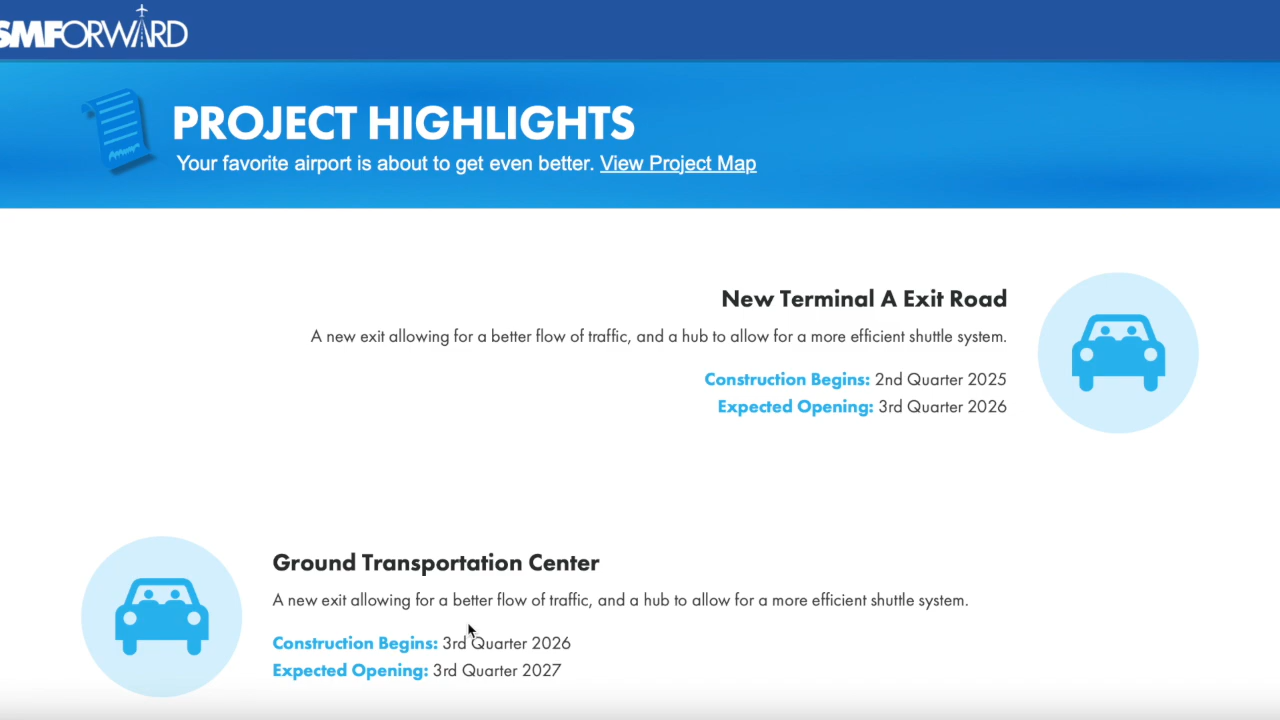 SMFORWARD
PROJECT HIGHLIGHTS
Your favorite airport is about to get even better. View Project Map
New Terminal A Exit Road
A new exit allowing for a better flow of traffic, and a hub to allow for a more efficient shuttle system.
Construction Begins: 2nd Quarter 2025
Expected Opening: 3rd Quarter 2026
Ground Transportation Center
A new exit allowing for a better flow of traffic, and a hub to allow for a more efficient shuttle system.
Construction Begins: 3rd Quarter 2026
Expected Opening: 3rd Quarter 2027